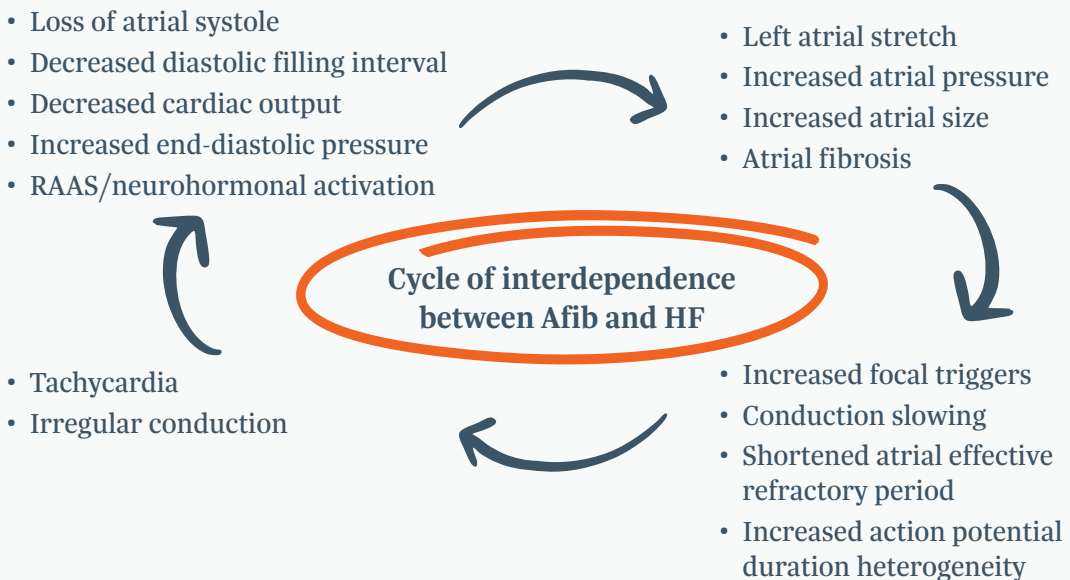 • Loss of atrial systole
• Decreased diastolic filling interval
• Decreased cardiac output
• Increased end-diastolic pressure
• RAAS/neurohormonal activation
• Left atrial stretch
• Increased atrial pressure
• Increased atrial size
• Atrial fibrosis
Cycle of interdependence
between Afib and HF
• Tachycardia
• Irregular conduction
• Increased focal triggers
• Conduction slowing
• Shortened atrial effective
refractory period
• Increased action potential
duration heterogeneity